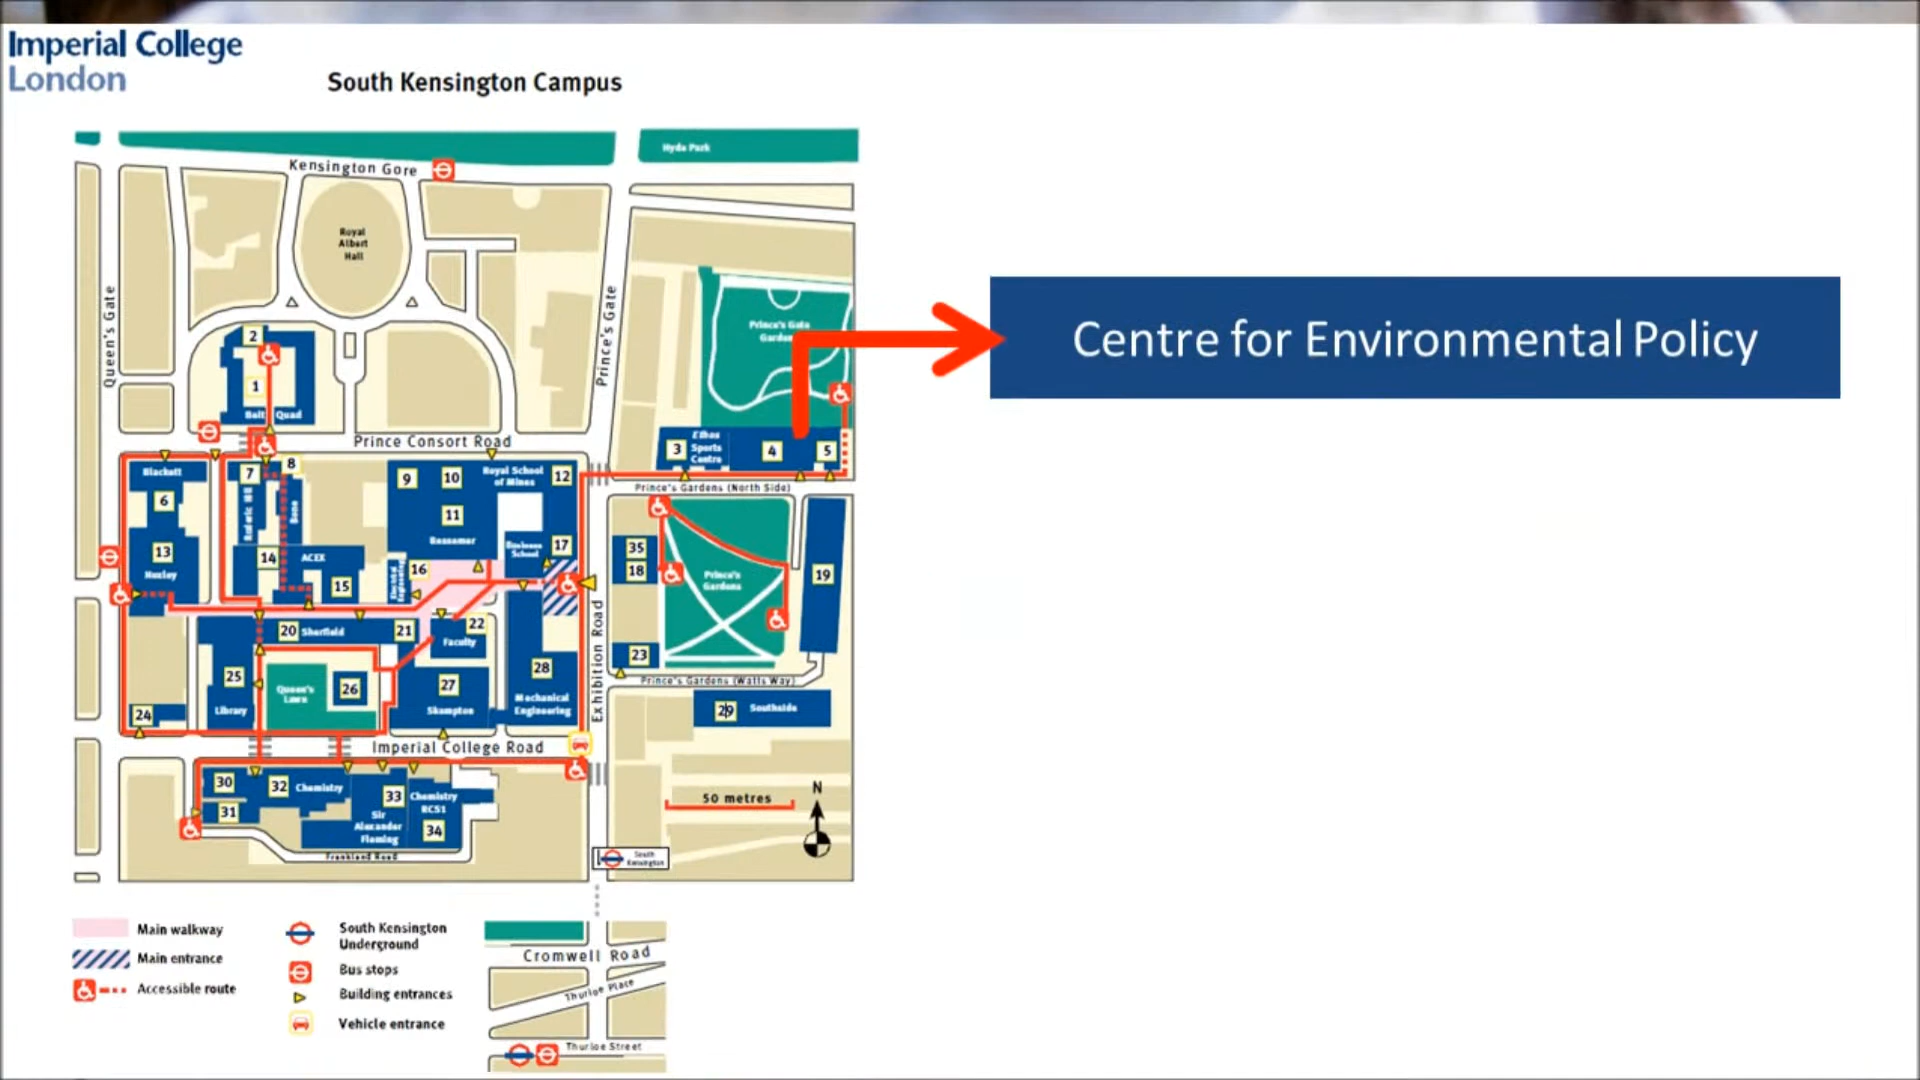 Imperial College
London
South Kensington Campus
Hyde Park
Kensington Gore
Royal
Albert
Hall
Queen's Gate
Prince's Gate
Prince's Gate
Gardens
Centre for Environmental Policy
2
1
Beit Quad
Prince Consort Road
3
Ethos
Sports
Centre
4
5
Prince's Gardens (North Side)
Blackett
6
7
8
9
10
Royal School
of Mines
12
11
Bessemer
Bone
13
Huxley
14
ACEX
15
16
Electrical
Engineering
Business
School
17
35
18
Prince's
Gardens
19
Exhibition Road
20 Sherfield
21
22
Faculty
23
Prince's Gardens (Watts Way)
25
Library
Queen's
Lawn
26
27
Skempton
28
Mechanical
Engineering
24
29 Southside
Imperial College Road
30
31
32 Chemistry
33
Sir
Alexander
Fleming
Chemistry
RCS1
34
Frankland Road
50 metres
N
South
Kensington
Main walkway
Main entrance
Accessible route
South Kensington
Underground
Bus stops
Building entrances
Vehicle entrance
Cromwell Road
Thurloe Place
Thurloe Street